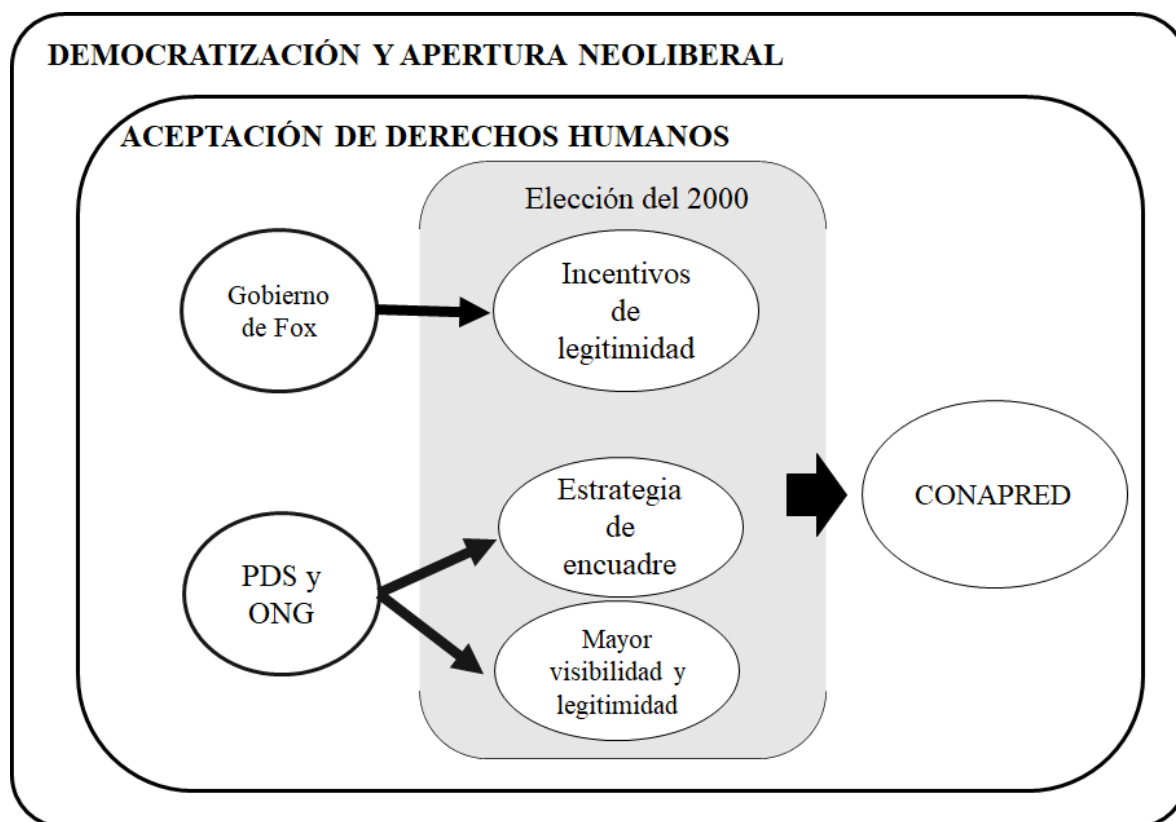 DEMOCRATIZACIÓN Y APERTURA NEOLIBERAL
ACEPTACIÓN DE DERECHOS HUMANOS
Elección del 2000
Gobierno
de Fox
Incentivos
de
legitimidad
PDS y
ONG
Estrategia
de
encuadre
Mayor
visibilidad y
legitimidad
CONAPRED